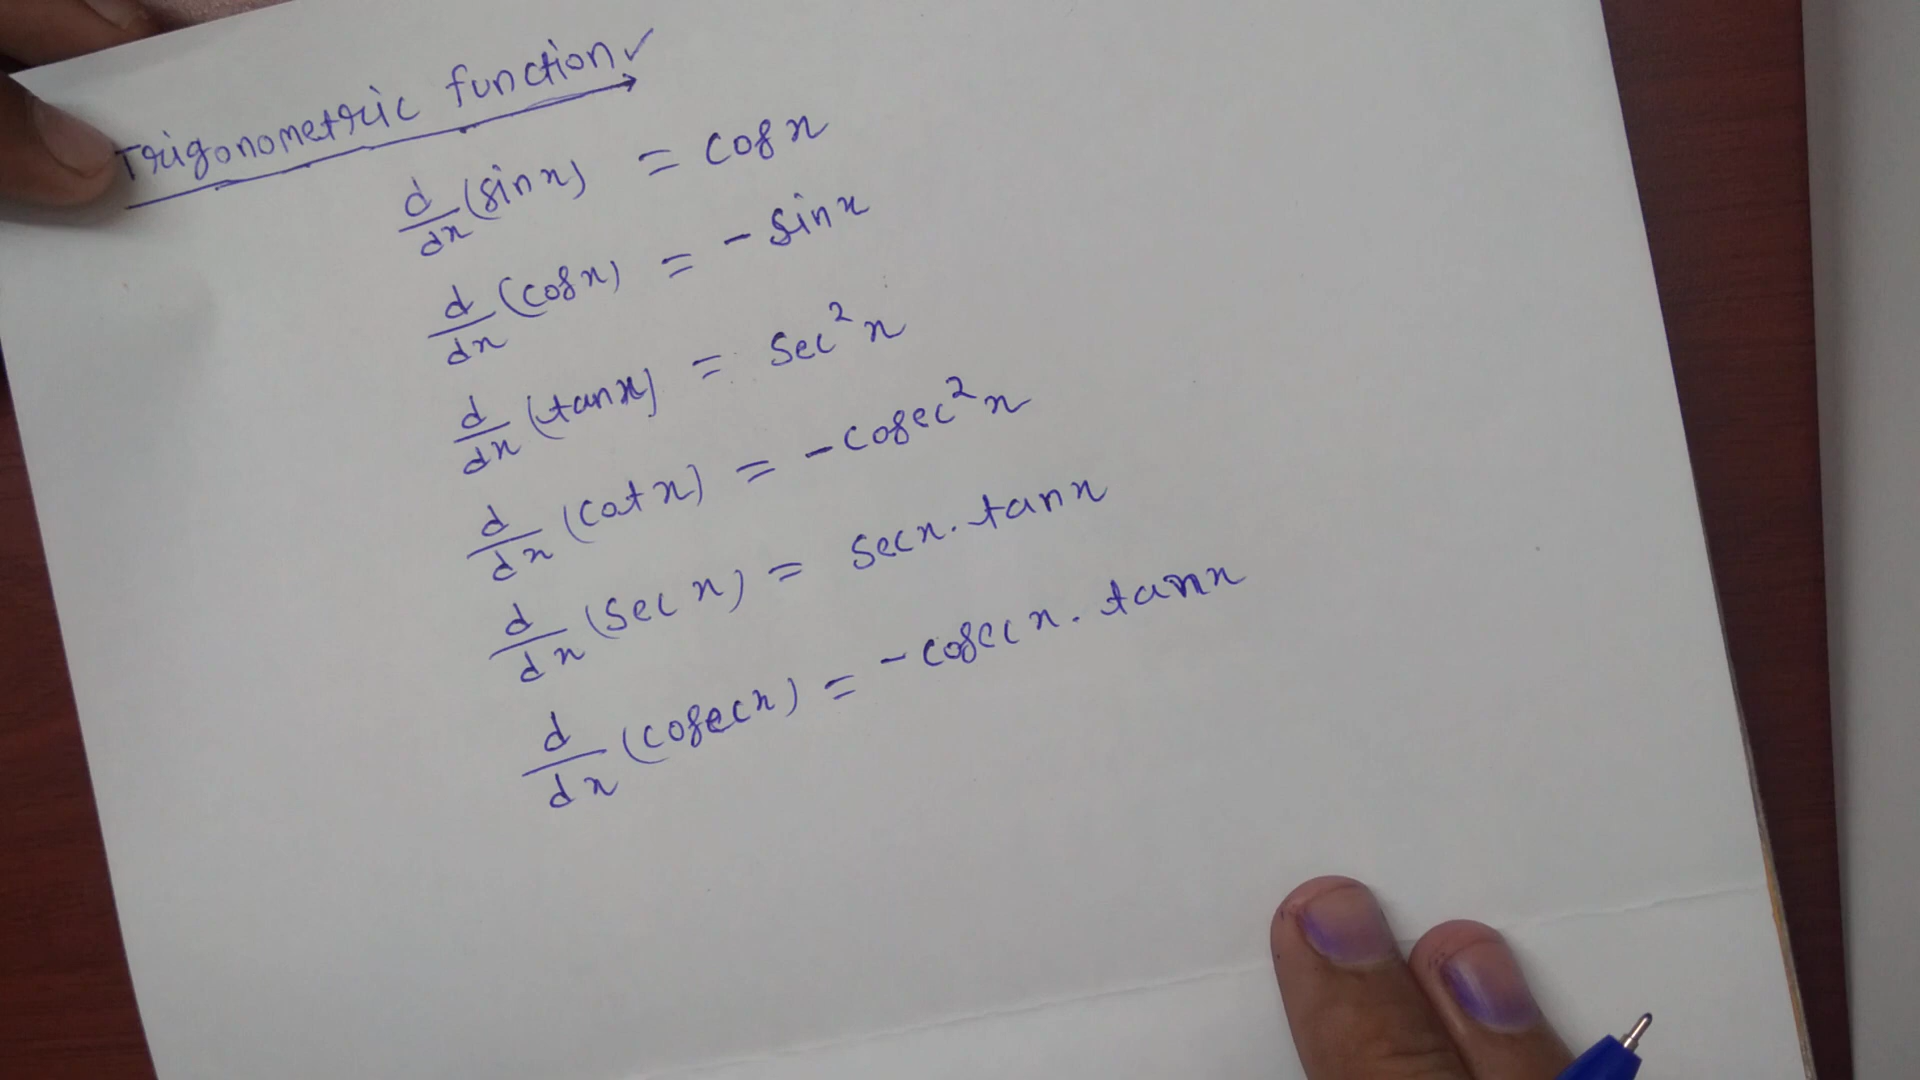 Trigonometric function ✓
d/dx (sin x) = cos x
d/dx (cos x) = - sin x
d/dx (tan x) = sec² x
d/dx (cot x) = - cosec² x
d/dx (sec x) = sec x . tan x
d/dx (cosec x) = - cosec x . tan x